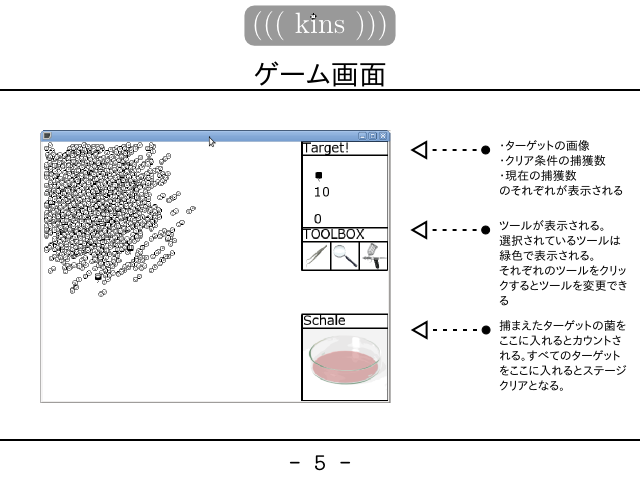 ((( kins )))
ゲーム画面
Target!
10
0
TOOLBOX
Schale
・ターゲットの画像
・クリア条件の捕獲数
・現在の捕獲数
のそれぞれが表示される
ツールが表示される。
選択されているツールは
緑色で表示される。
それぞれのツールをクリッ
クするとツールを変更でき
る
捕まえたターゲットの菌を
ここに入れるとカウントさ
れる。すべてのターゲット
をここに入れるとステージ
クリアとなる。
- 5 -